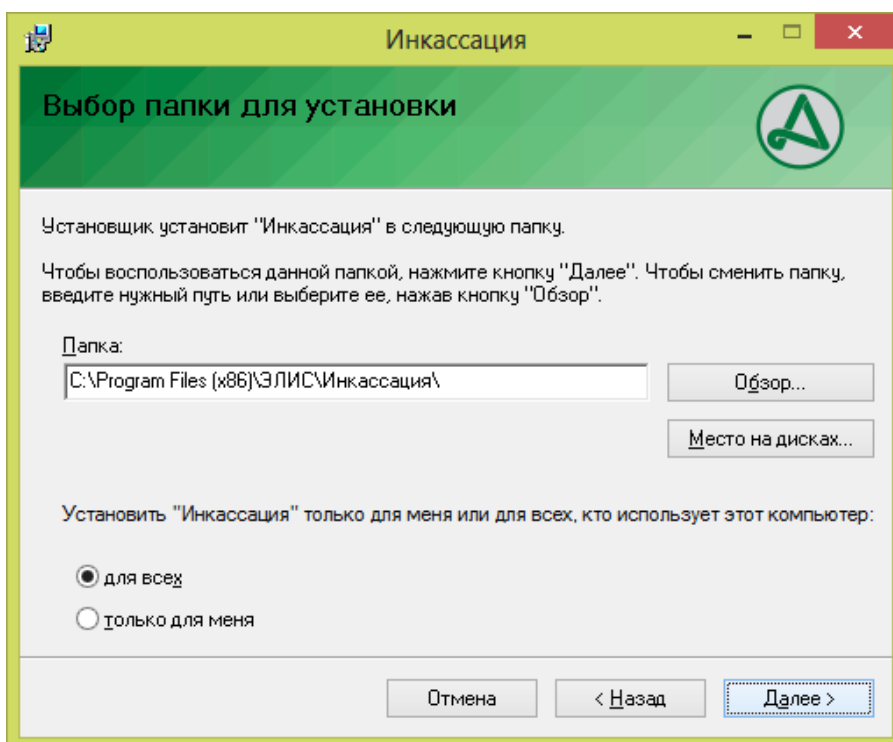 Инкассация
Выбор папки для установки
Установщик установит "Инкассация" в следующую папку.
Чтобы воспользоваться данной папкой, нажмите кнопку "Далее". Чтобы сменить папку,
введите нужный путь или выберите ее, нажав кнопку "Обзор".
Папка:
C:\Program Files (x86)\ЭЛИС\Инкассация\
Обзор...
Место на дисках...
Установить "Инкассация" только для меня или для всех, кто использует этот компьютер:
для всех
только для меня
Отмена
< Назад
Далее >